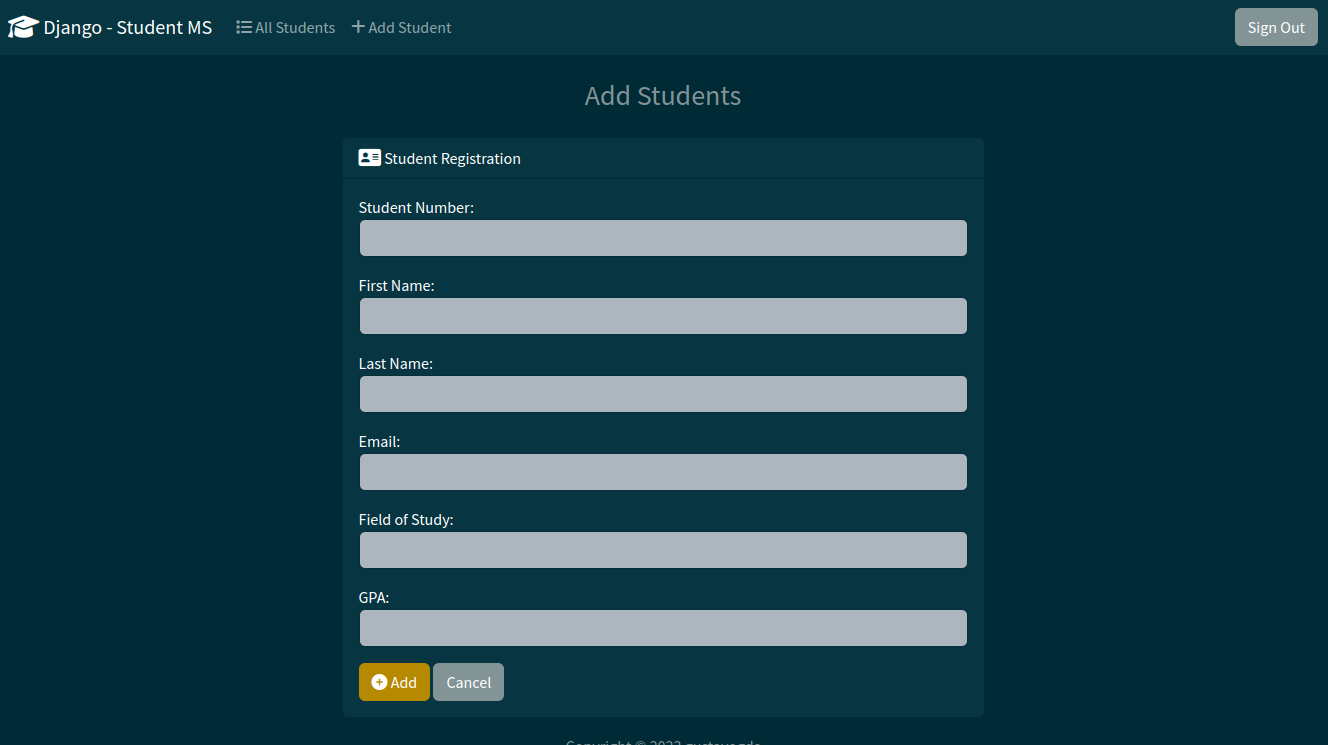 Django - Student MS All Students Add Student Sign Out
Add Students
Student Registration
Student Number:
First Name:
Last Name:
Email:
Field of Study:
GPA:
Add Cancel
Copyright ©